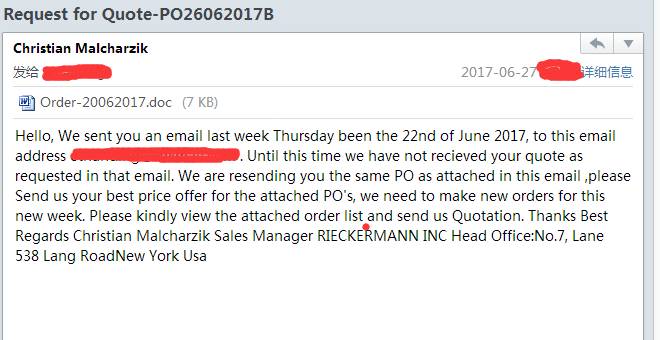 Request for Quote-PO26062017B
Christian Malcharzik
发给
2017-06-27 详细信息
Order-20062017.doc (7 KB)
Hello, We sent you an email last week Thursday been the 22nd of June 2017, to this email
address . Until this time we have not recieved your quote as
requested in that email. We are resending you the same PO as attached in this email ,please
Send us your best price offer for the attached PO's, we need to make new orders for this
new week. Please kindly view the attached order list and send us Quotation. Thanks Best
Regards Christian Malcharzik Sales Manager RIECKERMANN INC Head Office:No.7, Lane
538 Lang RoadNew York Usa